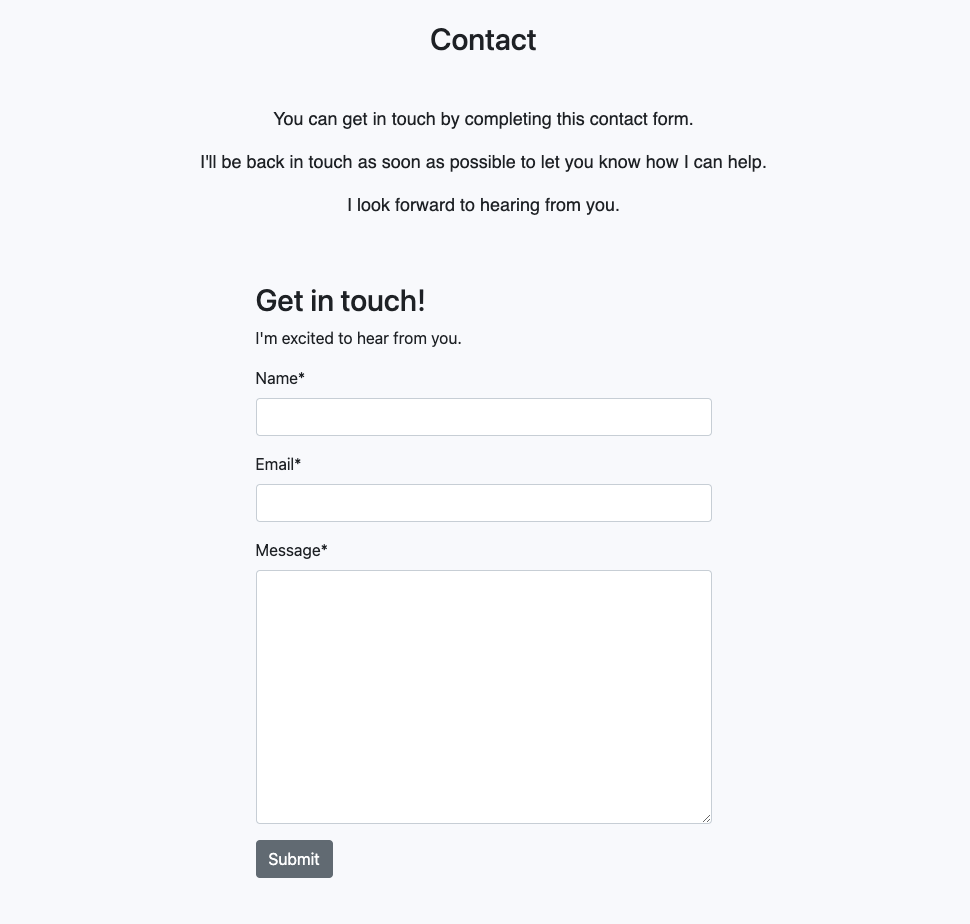 Contact
You can get in touch by completing this contact form.
I'll be back in touch as soon as possible to let you know how I can help.
I look forward to hearing from you.
Get in touch!
I'm excited to hear from you.
Name*
Email*
Message*
Submit